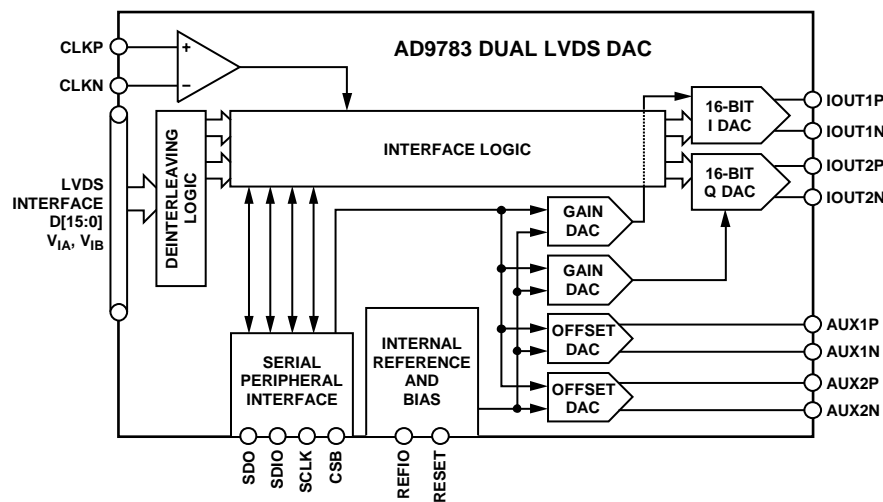 AD9783 DUAL LVDS DAC
CLKP
CLKN
+
–
LVDS
INTERFACE
D[15:0]
VIA, VIB
DEINTERLEAVING
LOGIC
INTERFACE LOGIC
16-BIT
I DAC
16-BIT
Q DAC
IOUT1P
IOUT1N
IOUT2P
IOUT2N
GAIN
DAC
GAIN
DAC
OFFSET
DAC
OFFSET
DAC
AUX1P
AUX1N
AUX2P
AUX2N
SERIAL
PERIPHERAL
INTERFACE
INTERNAL
REFERENCE
AND
BIAS
SDO
SDIO
SCLK
CSB
REFIO
RESET